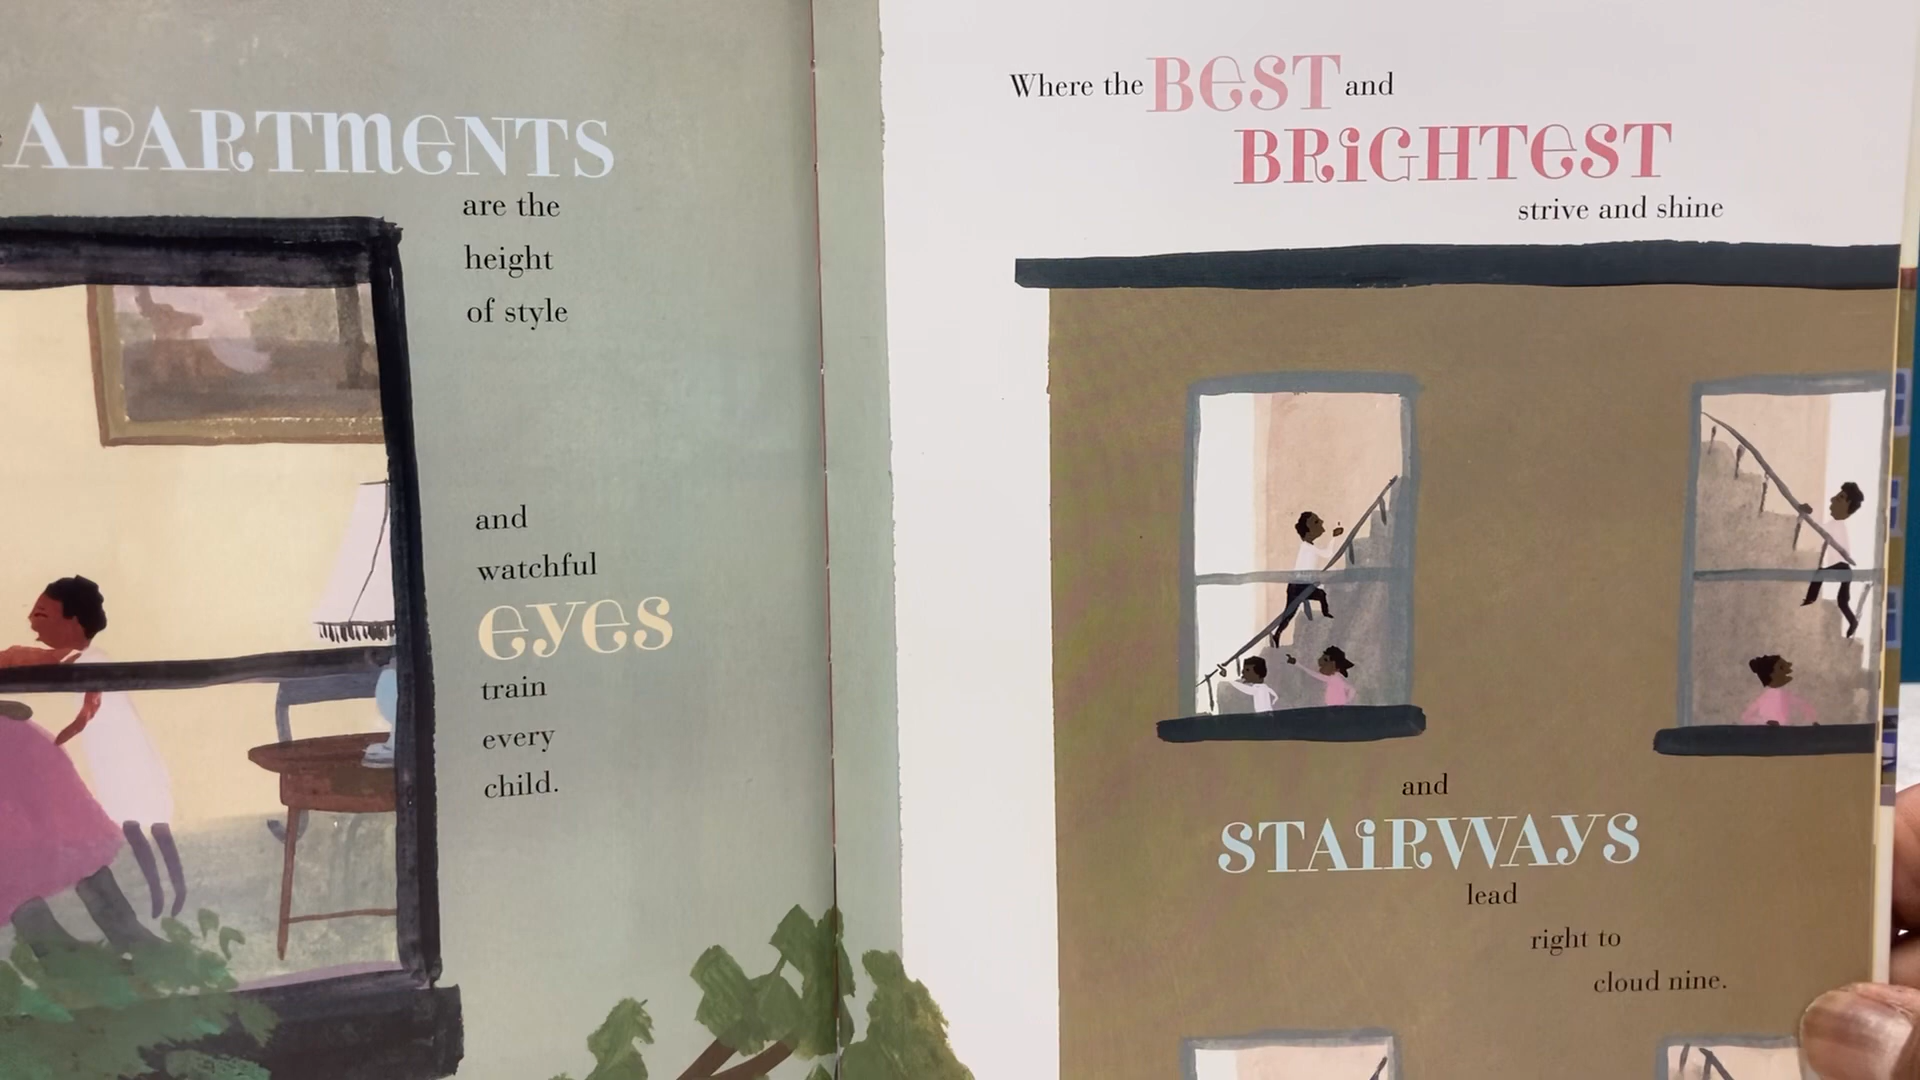 APARTMENTS
are the
height
of style
and
watchful
eyes
train
every
child.
Where the BEST and
BRiGHTEST
strive and shine
and
STAiRWAYS
lead
right to
cloud nine.